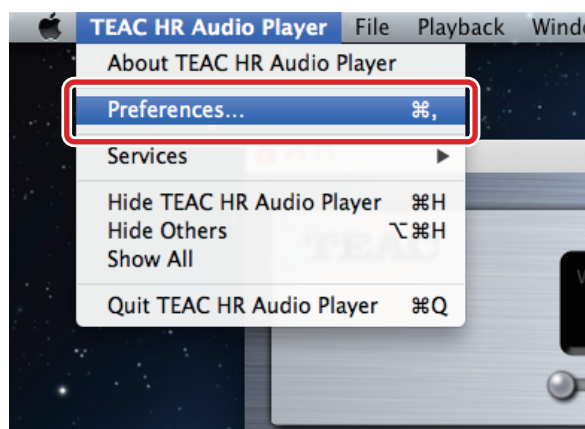 TEAC HR Audio Player File Playback
About TEAC HR Audio Player
Preferences... ⌘,
Services ▶
Hide TEAC HR Audio Player ⌘H
Hide Others ⌥⌘H
Show All
TEAC
Quit TEAC HR Audio Player ⌘Q